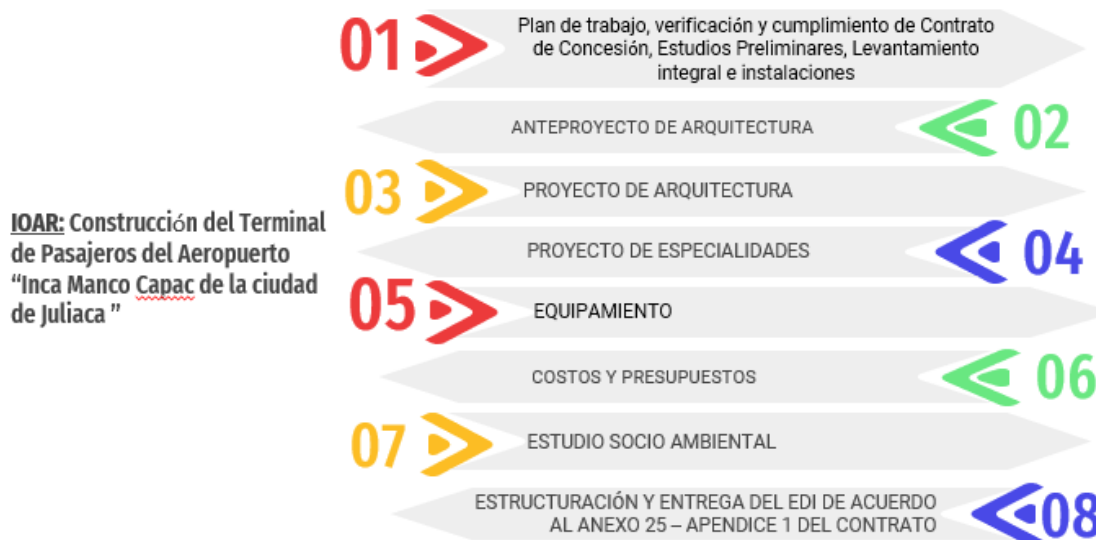 IOAR: Construcción del Terminal
de Pasajeros del Aeropuerto
“Inca Manco Capac de la ciudad
de Juliaca ”
01
Plan de trabajo, verificación y cumplimiento de Contrato
de Concesión, Estudios Preliminares, Levantamiento
integral e instalaciones
ANTEPROYECTO DE ARQUITECTURA
02
03
PROYECTO DE ARQUITECTURA
PROYECTO DE ESPECIALIDADES
04
05
EQUIPAMIENTO
COSTOS Y PRESUPUESTOS
06
07
ESTUDIO SOCIO AMBIENTAL
ESTRUCTURACIÓN Y ENTREGA DEL EDI DE ACUERDO
AL ANEXO 25 – APENDICE 1 DEL CONTRATO
08